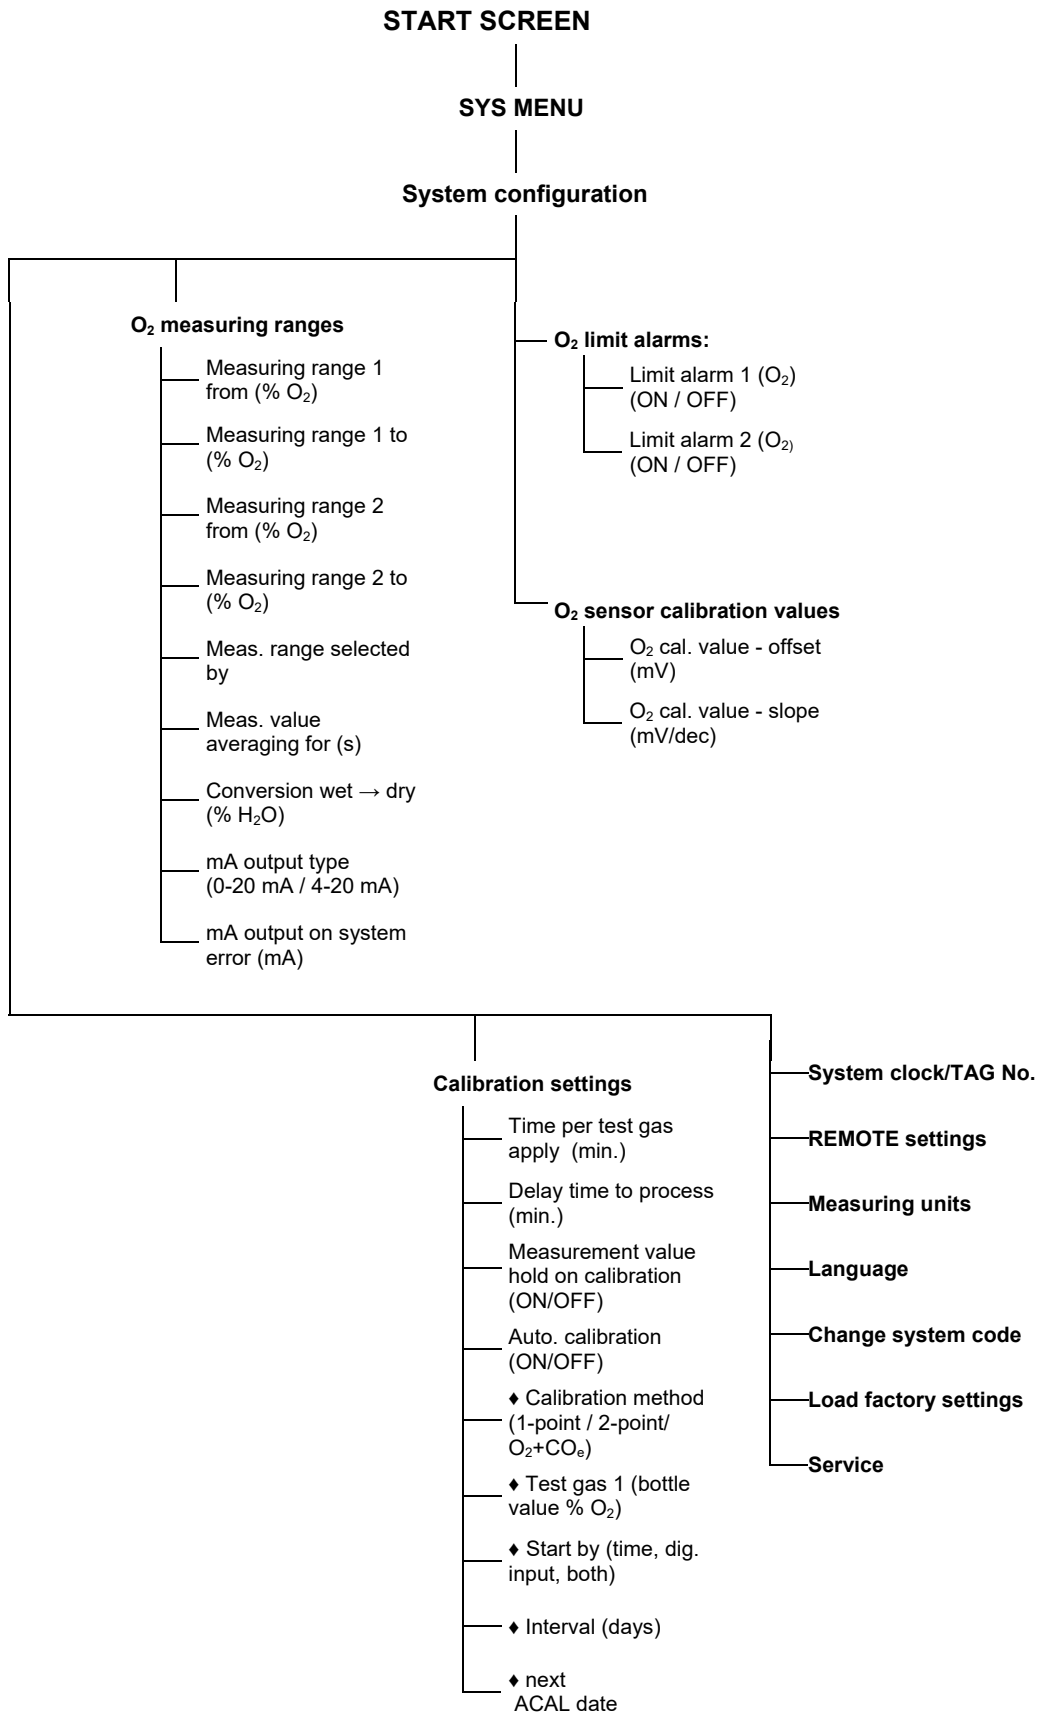 START SCREEN
SYS MENU
System configuration
O₂ measuring ranges
Measuring range 1
from (% O₂)
Measuring range 1 to
(% O₂)
Measuring range 2
from (% O₂)
Measuring range 2 to
(% O₂)
Meas. range selected
by
Meas. value
averaging for (s)
Conversion wet → dry
(% H₂O)
mA output type
(0-20 mA / 4-20 mA)
mA output on system
error (mA)
O₂ limit alarms:
Limit alarm 1 (O₂)
(ON / OFF)
Limit alarm 2 (O₂₎
(ON / OFF)
O₂ sensor calibration values
O₂ cal. value - offset
(mV)
O₂ cal. value - slope
(mV/dec)
Calibration settings
Time per test gas
apply (min.)
Delay time to process
(min.)
Measurement value
hold on calibration
(ON/OFF)
Auto. calibration
(ON/OFF)
♦ Calibration method
(1-point / 2-point/
O₂+COₑ)
♦ Test gas 1 (bottle
value % O₂)
♦ Start by (time, dig.
input, both)
♦ Interval (days)
♦ next
ACAL date
System clock/TAG No.
REMOTE settings
Measuring units
Language
Change system code
Load factory settings
Service